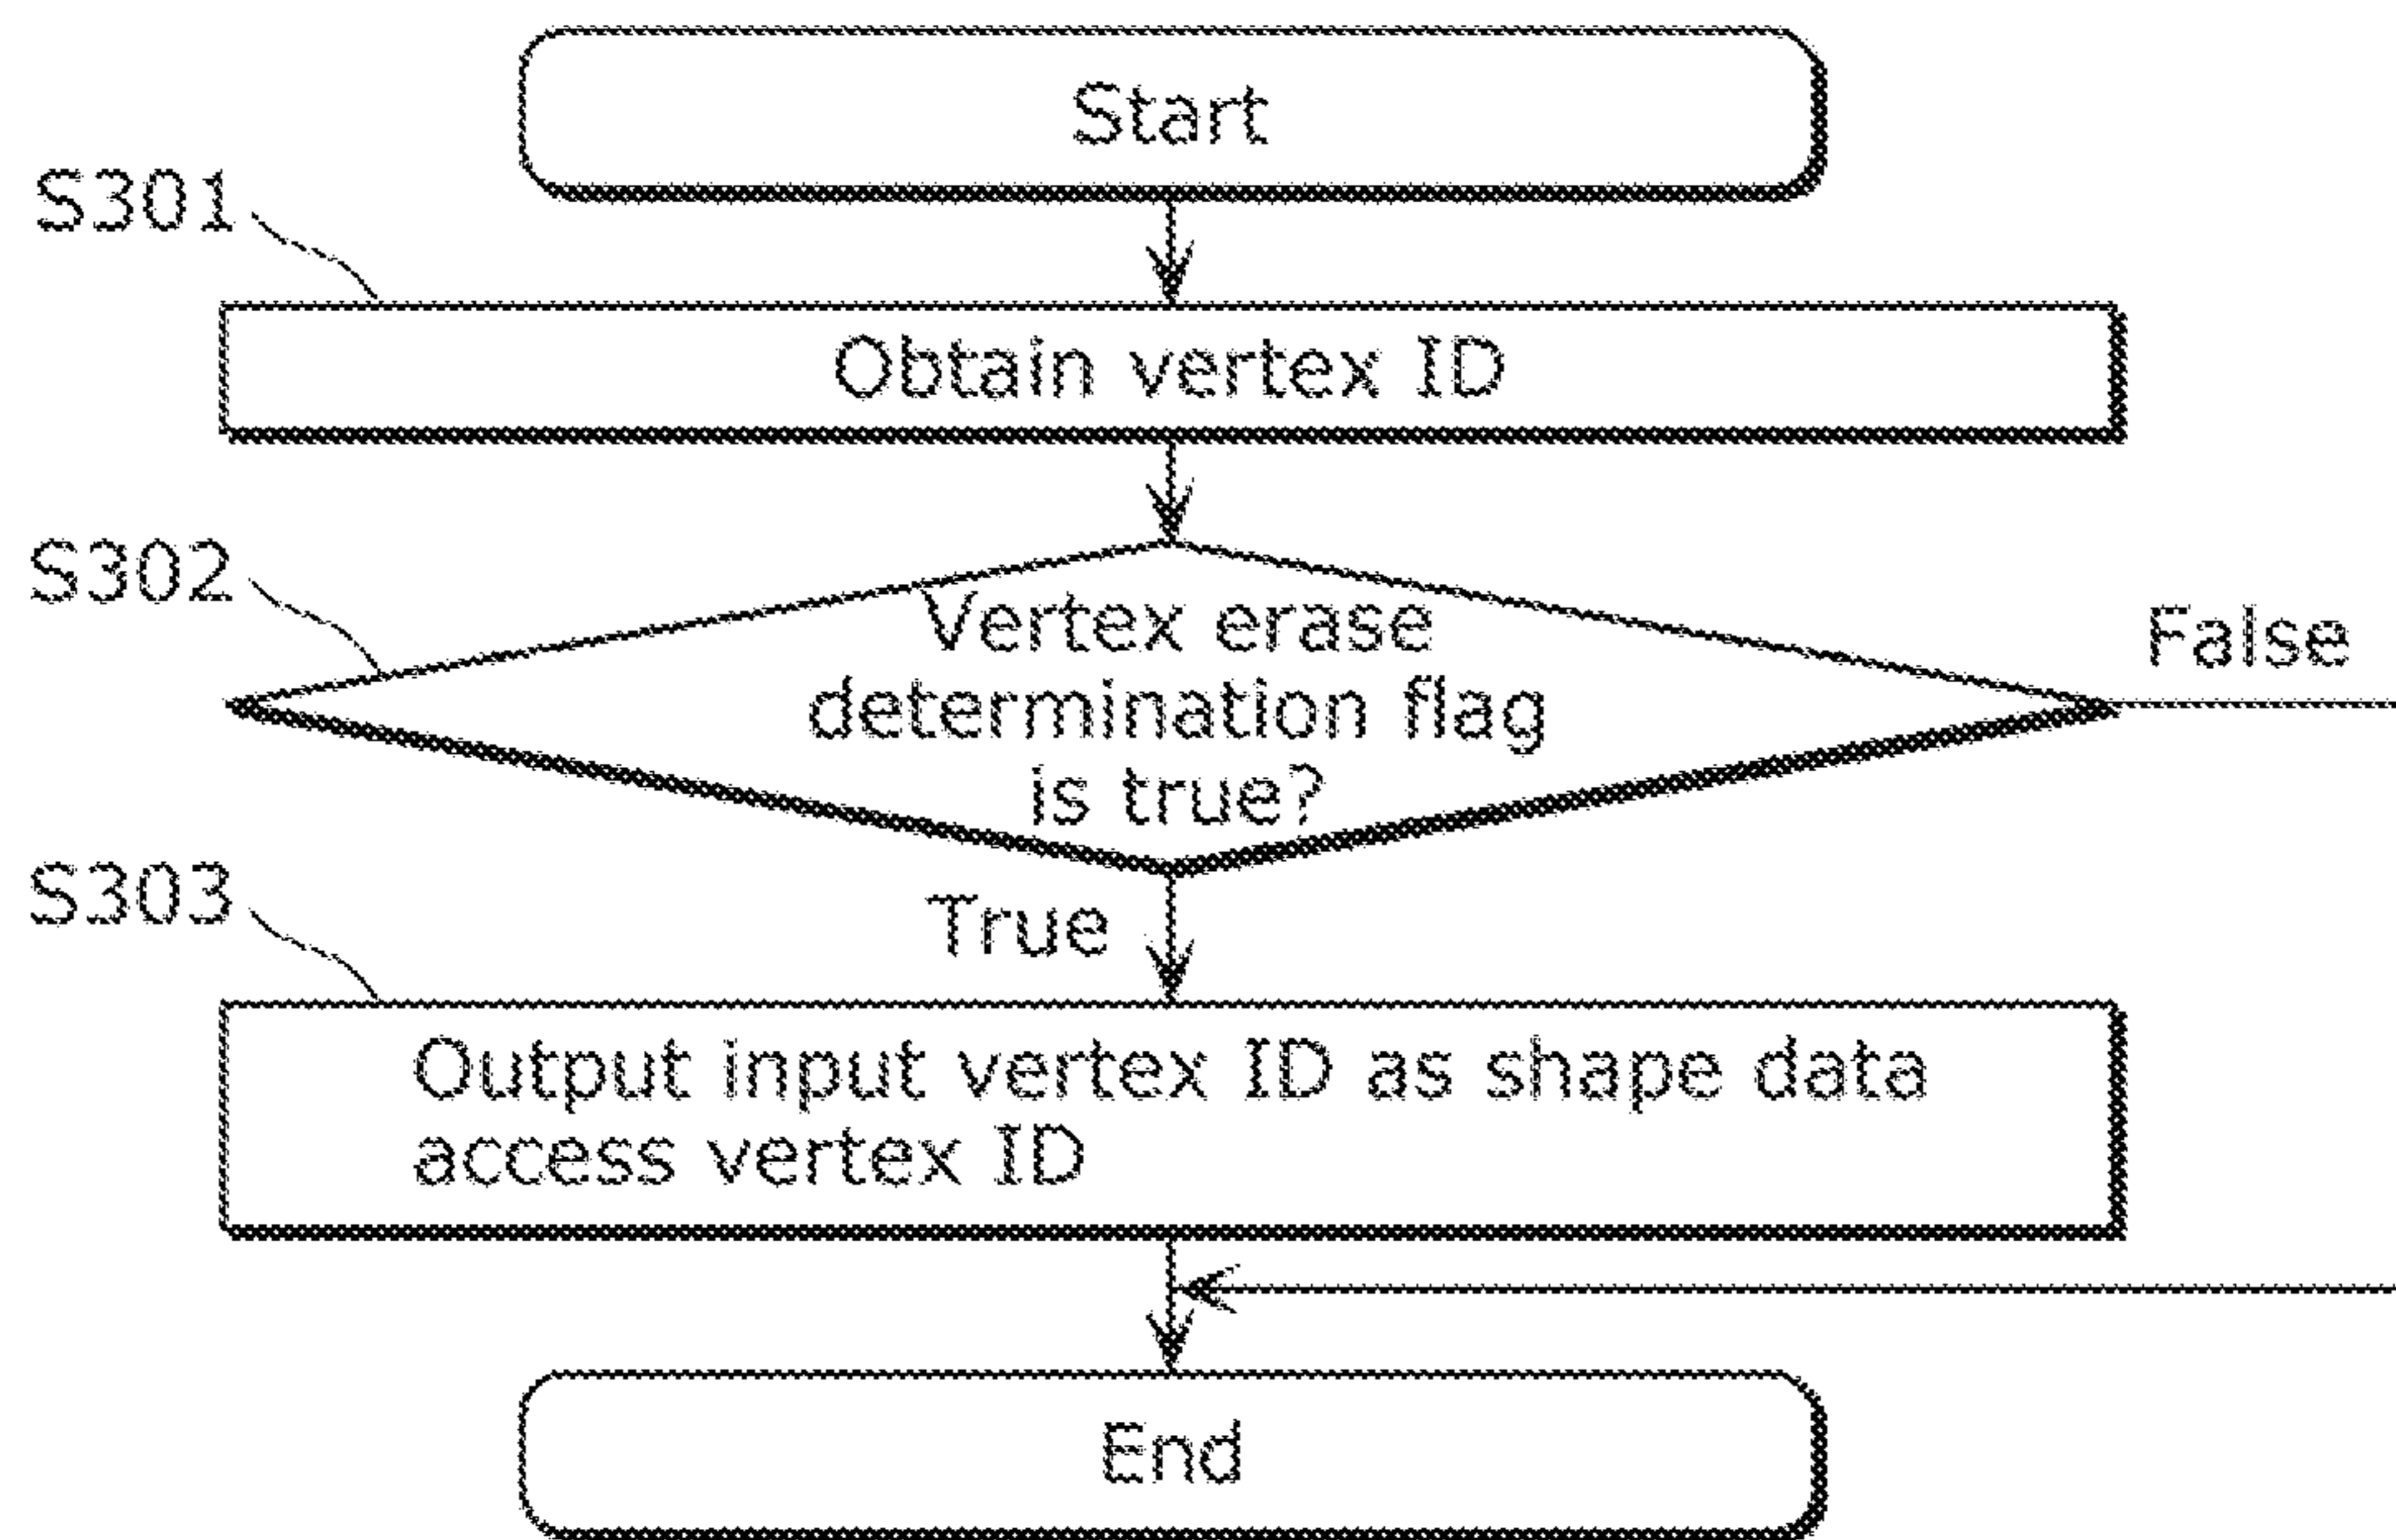 Start
S301
Obtain vertex ID
S302
Vertex erase
determination flag
is true?
False
S303
True
Output input vertex ID as shape data
access vertex ID
End